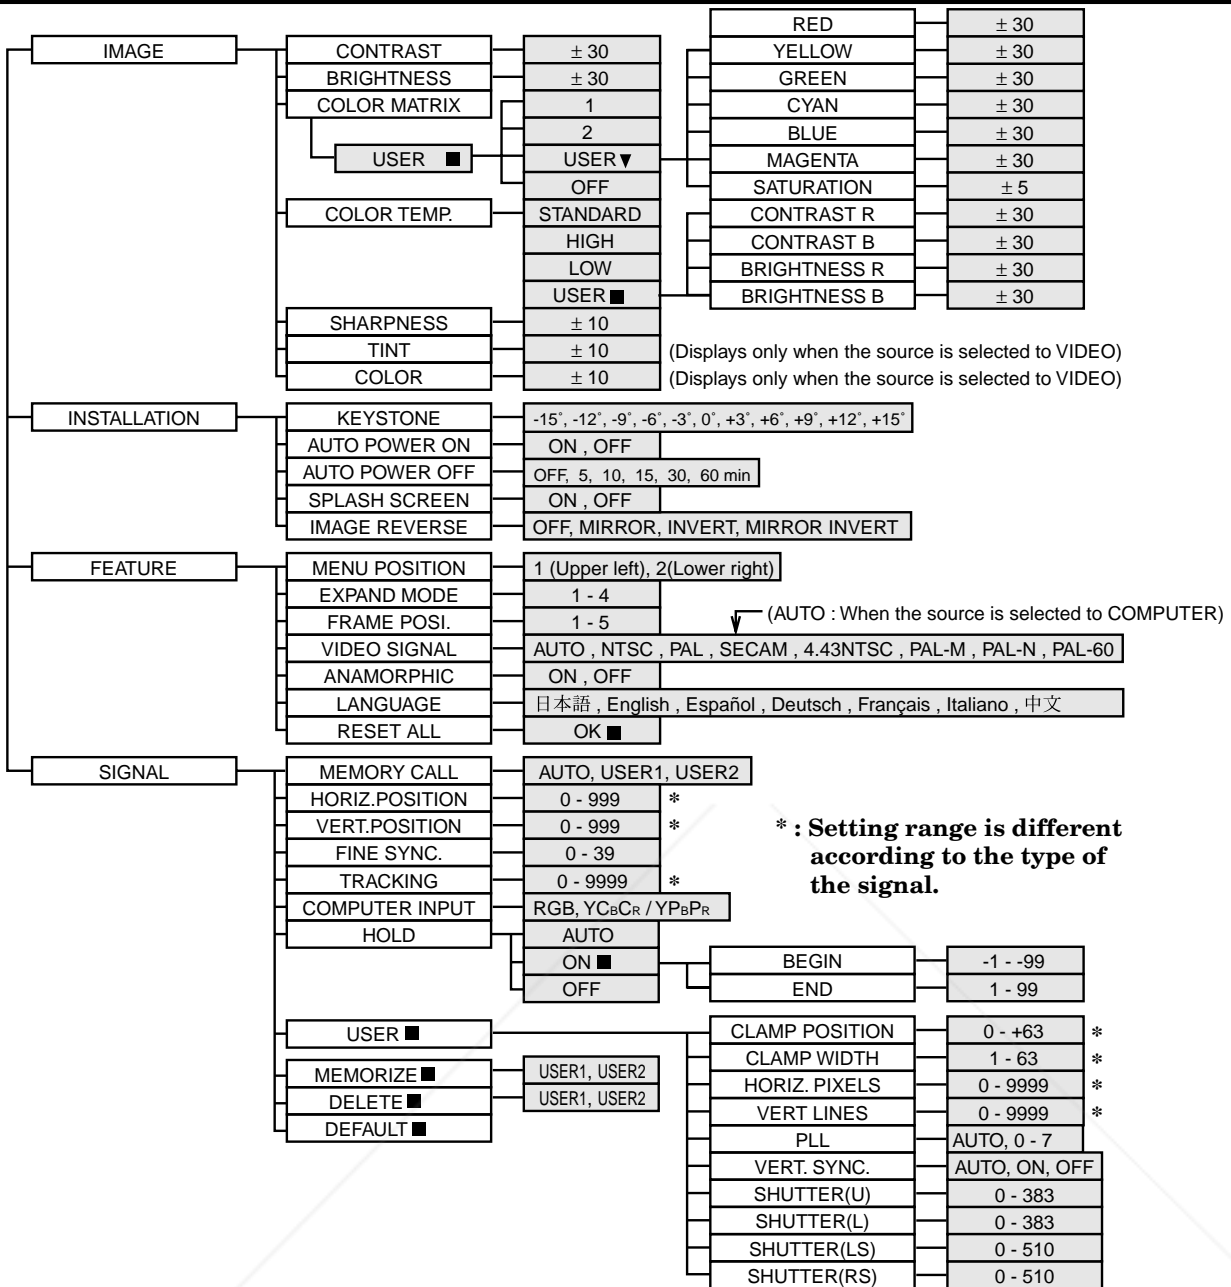 RED ± 30
IMAGE CONTRAST ± 30 YELLOW ± 30
BRIGHTNESS ± 30 GREEN ± 30
COLOR MATRIX 1 CYAN ± 30
2 BLUE ± 30
USER ■ USER▼ MAGENTA ± 30
OFF SATURATION ± 5
COLOR TEMP. STANDARD CONTRAST R ± 30
HIGH CONTRAST B ± 30
LOW BRIGHTNESS R ± 30
USER■ BRIGHTNESS B ± 30
SHARPNESS ± 10
TINT ± 10 (Displays only when the source is selected to VIDEO)
COLOR ± 10 (Displays only when the source is selected to VIDEO)
INSTALLATION KEYSTONE -15°, -12°, -9°, -6°, -3°, 0°, +3°, +6°, +9°, +12°, +15°
AUTO POWER ON ON , OFF
AUTO POWER OFF OFF, 5, 10, 15, 30, 60 min
SPLASH SCREEN ON , OFF
IMAGE REVERSE OFF, MIRROR, INVERT, MIRROR INVERT
FEATURE MENU POSITION 1 (Upper left), 2(Lower right)
EXPAND MODE 1 - 4
FRAME POSI. 1 - 5 (AUTO : When the source is selected to COMPUTER)
VIDEO SIGNAL AUTO , NTSC , PAL , SECAM , 4.43NTSC , PAL-M , PAL-N , PAL-60
ANAMORPHIC ON , OFF
LANGUAGE 日本語 , English , Español , Deutsch , Français , Italiano , 中文
RESET ALL OK ■
SIGNAL MEMORY CALL AUTO, USER1, USER2
HORIZ.POSITION 0 - 999 *
VERT.POSITION 0 - 999 *
FINE SYNC. 0 - 39
TRACKING 0 - 9999 *
* : Setting range is different
according to the type of
the signal.
COMPUTER INPUT RGB, YCBCR / YPBPR
HOLD AUTO
ON ■ BEGIN -1 - -99
OFF END 1 - 99
USER ■ CLAMP POSITION 0 - +63 *
CLAMP WIDTH 1 - 63 *
MEMORIZE■ USER1, USER2 HORIZ. PIXELS 0 - 9999 *
DELETE■ USER1, USER2 VERT LINES 0 - 9999 *
DEFAULT■ PLL AUTO, 0 - 7
VERT. SYNC. AUTO, ON, OFF
SHUTTER(U) 0 - 383
SHUTTER(L) 0 - 383
SHUTTER(LS) 0 - 510
SHUTTER(RS) 0 - 510